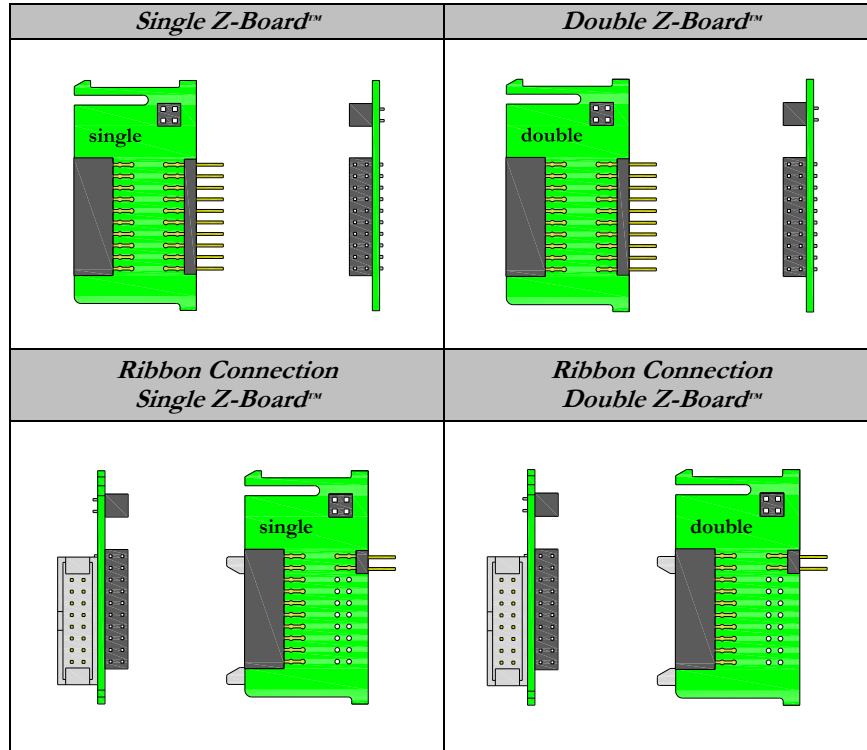 Single Z-Board™
Double Z-Board™
single
double
Ribbon Connection
Single Z-Board™
Ribbon Connection
Double Z-Board™
single
double